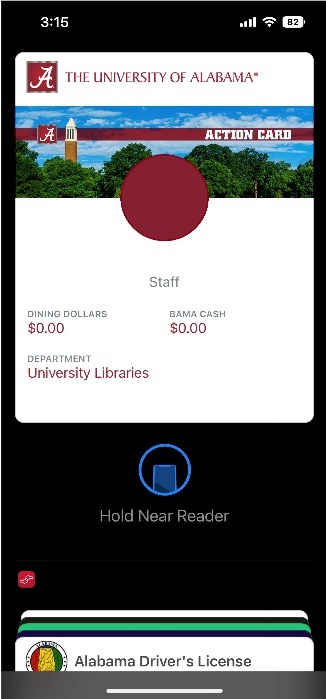 3:15
82
A
THE UNIVERSITY OF ALABAMA®
A
ACTION CARD
Staff
DINING DOLLARS
$0.00
BAMA CASH
$0.00
DEPARTMENT
University Libraries
Hold Near Reader
Alabama Driver's License